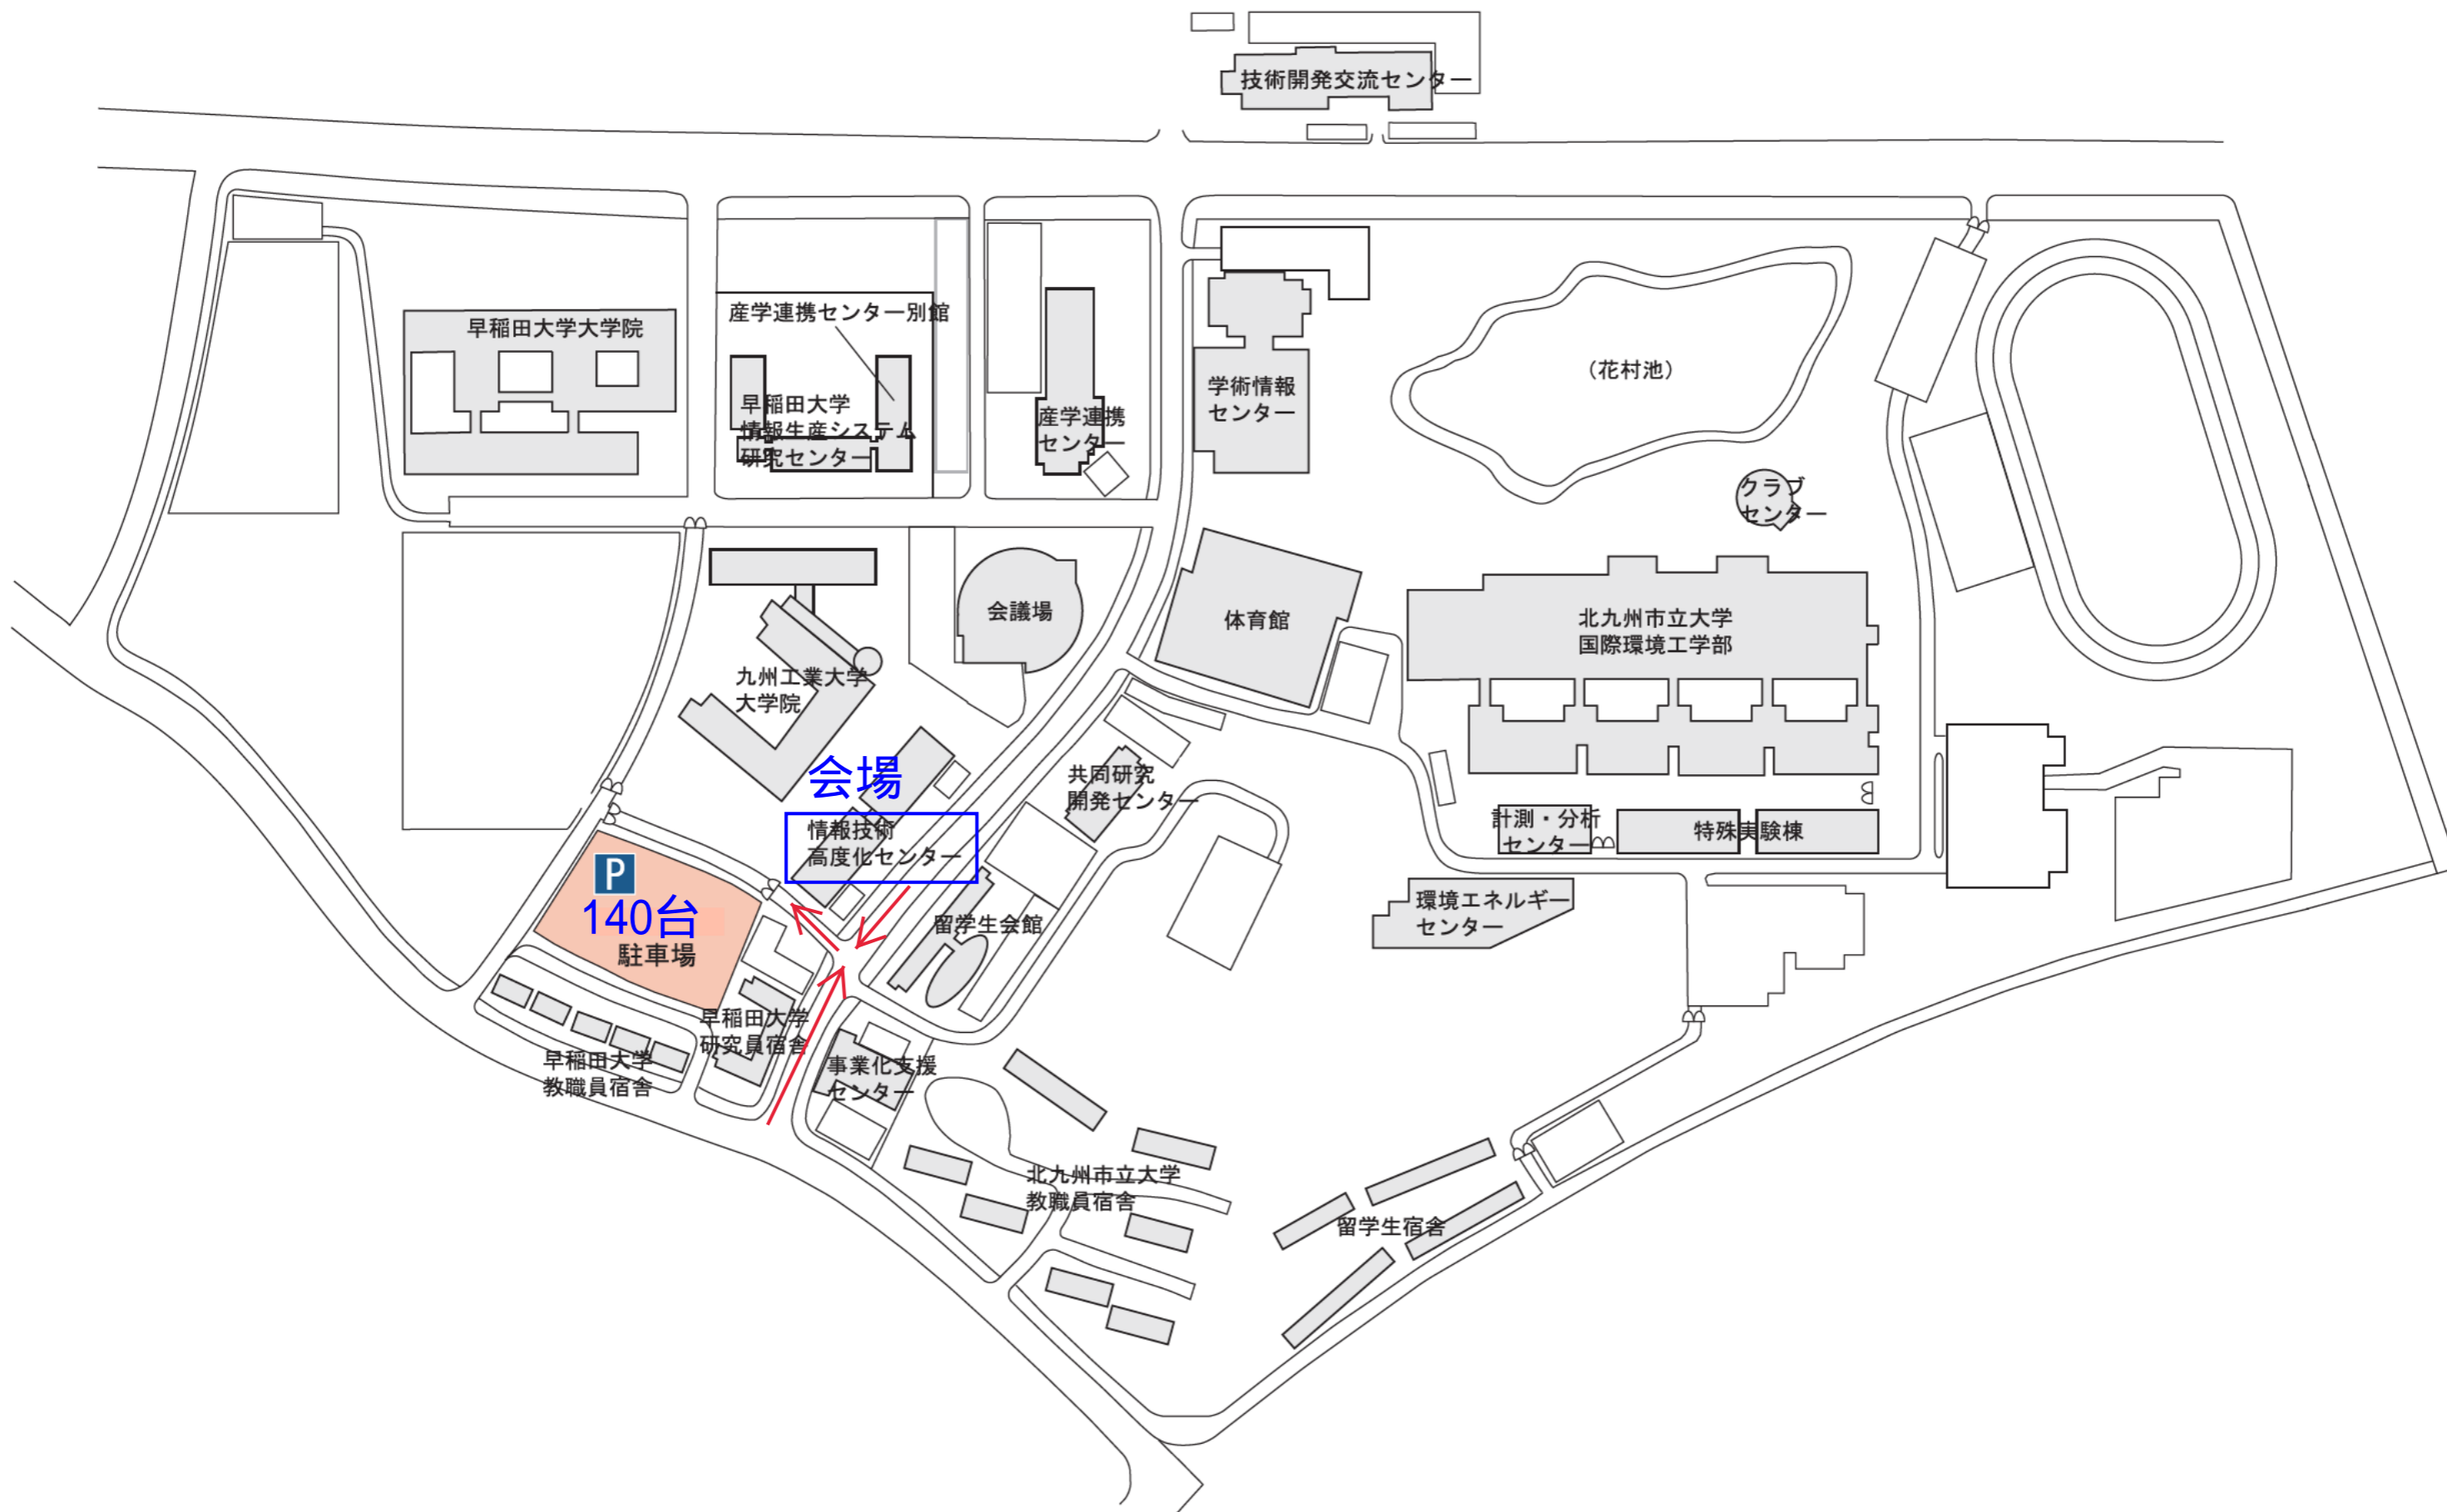 技術開発交流センター
早稲田大学大学院
産学連携センター別館
早稲田大学
情報生産システム
研究センター
産学連携
センター
学術情報
センター
（花村池）
クラブ
センター
会議場
体育館
北九州市立大学
国際環境工学部
九州工業大学
大学院
会場
情報技術
高度化センター
共同研究
開発センター
計測・分析
センター
特殊実験棟
P
140台
駐車場
留学生会館
環境エネルギー
センター
早稲田大学
研究員宿舎
早稲田大学
教職員宿舎
事業化支援
センター
北九州市立大学
教職員宿舎
留学生宿舎